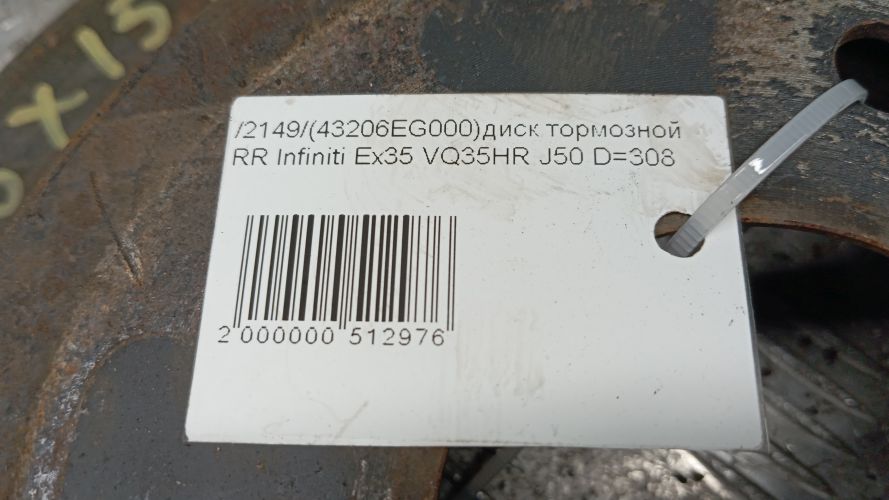 /2149/(43206EG000)диск тормозной
RR Infiniti Ex35 VQ35HR J50 D=308
2 000000 512976